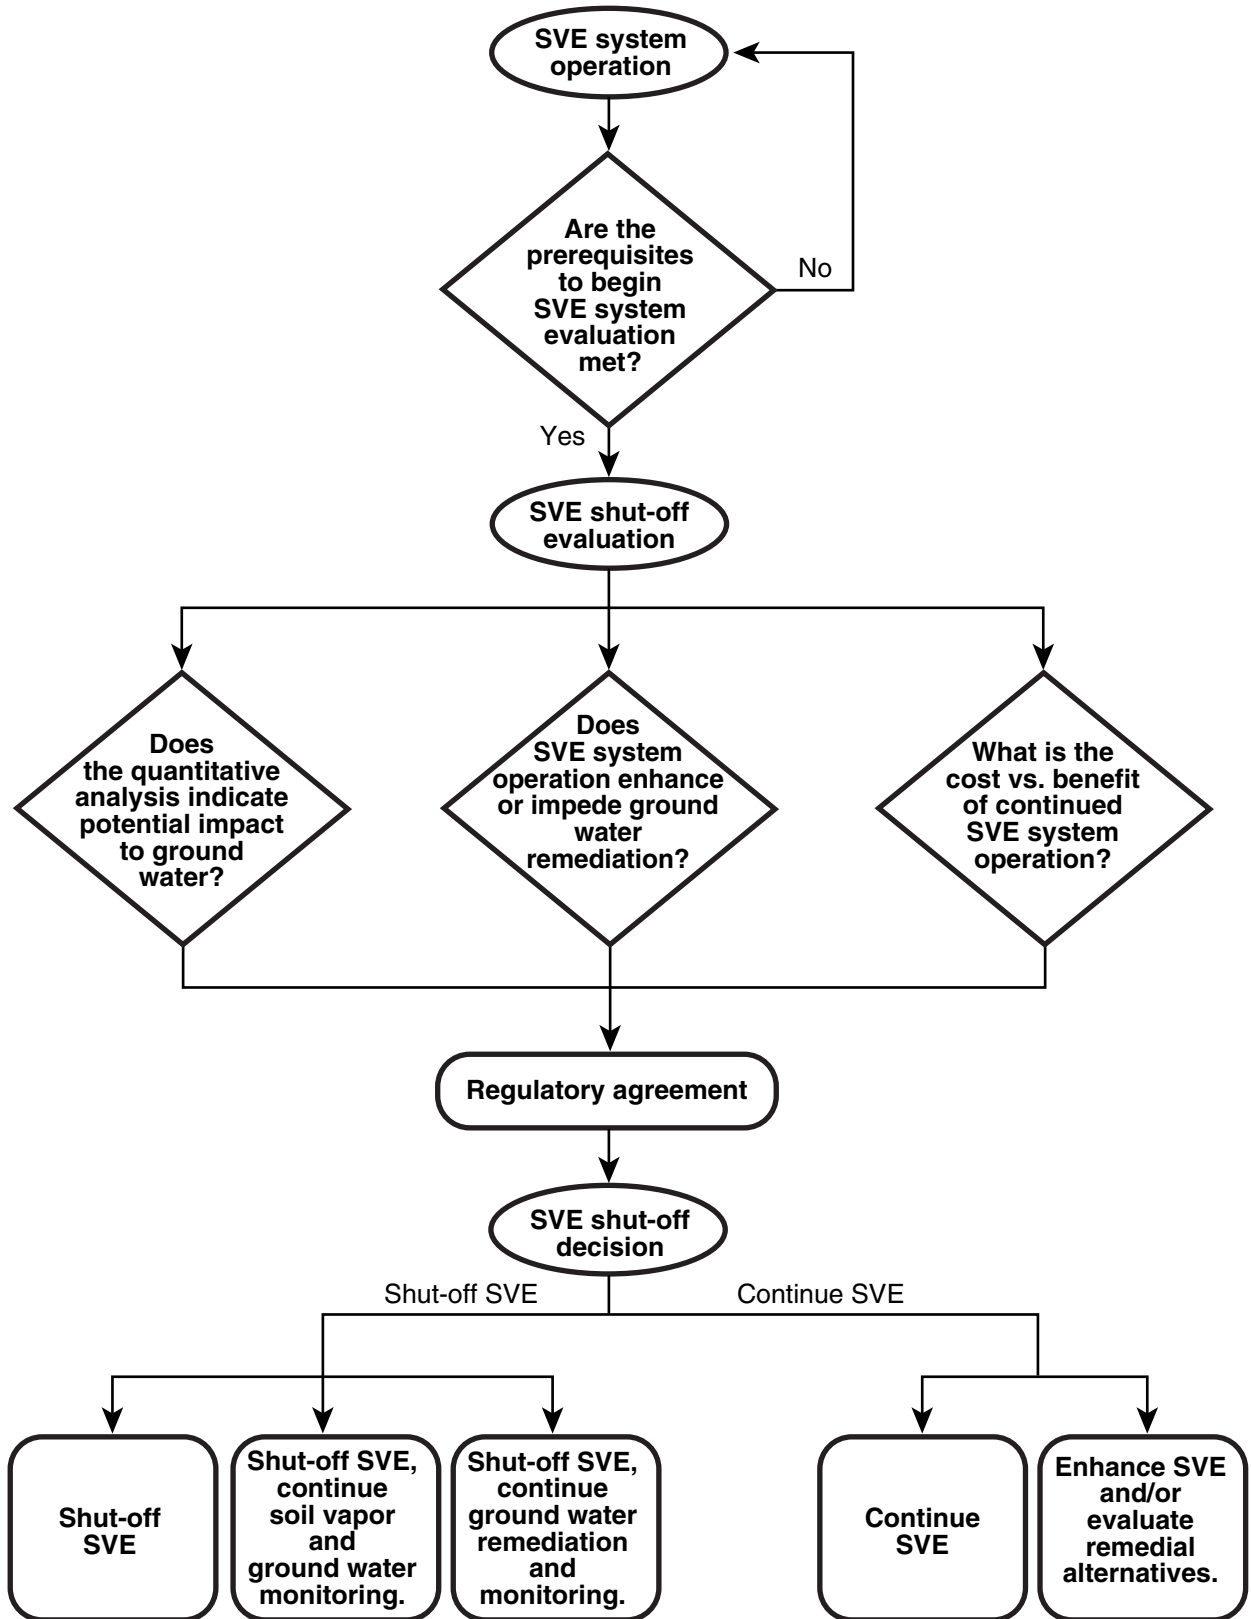 SVE system
operation
Are the
prerequisites
to begin
SVE system
evaluation
met?
No
Yes
SVE shut-off
evaluation
Does
the quantitative
analysis indicate
potential impact
to ground
water?
Does
SVE system
operation enhance
or impede ground
water
remediation?
What is the
cost vs. benefit
of continued
SVE system
operation?
Regulatory agreement
SVE shut-off
decision
Shut-off SVE
Continue SVE
Shut-off
SVE
Shut-off SVE,
continue
soil vapor
and
ground water
monitoring.
Shut-off SVE,
continue
ground water
remediation
and
monitoring.
Continue
SVE
Enhance SVE
and/or
evaluate
remedial
alternatives.